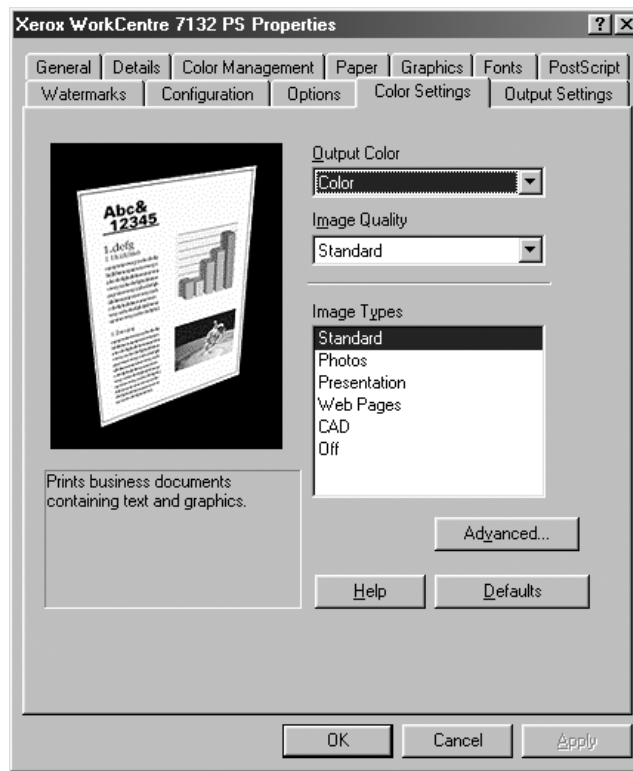 Xerox WorkCentre 7132 PS Properties
General Details Color Management Paper Graphics Fonts PostScript
Watermarks Configuration Options Color Settings Output Settings
Abc&
12345
1.defg
Output Color
Color
Image Quality
Standard
Image Types
Standard
Photos
Presentation
Web Pages
CAD
Off
Prints business documents
containing text and graphics.
Advanced...
Help Defaults
OK Cancel Apply